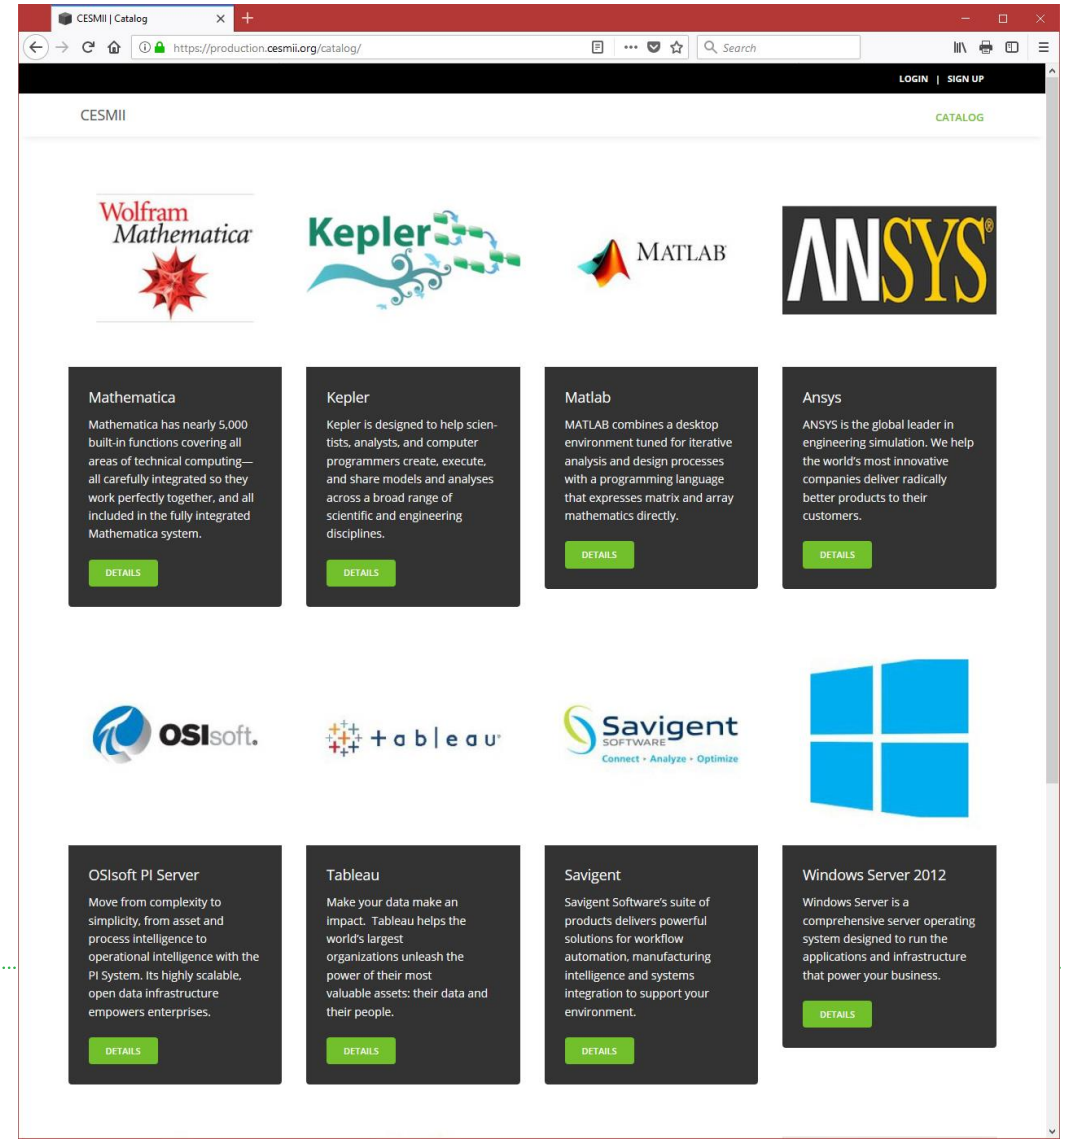 CESMII | Catalog
https://production.cesmii.org/catalog/
Search
LOGIN | SIGN UP
CESMII
CATALOG
Wolfram
Mathematica
Kepler
MATLAB
ANSYS®
Mathematica
Mathematica has nearly 5,000
built-in functions covering all
areas of technical computing—
all carefully integrated so they
work perfectly together, and all
included in the fully integrated
Mathematica system.
DETAILS
Kepler
Kepler is designed to help scien-
tists, analysts, and computer
programmers create, execute,
and share models and analyses
across a broad range of
scientific and engineering
disciplines.
DETAILS
Matlab
MATLAB combines a desktop
environment tuned for iterative
analysis and design processes
with a programming language
that expresses matrix and array
mathematics directly.
DETAILS
Ansys
ANSYS is the global leader in
engineering simulation. We help
the world's most innovative
companies deliver radically
better products to their
customers.
DETAILS
OSIsoft.
tableau
Savigent
SOFTWARE
Connect • Analyze • Optimize
OSIsoft PI Server
Move from complexity to
simplicity, from asset and
process intelligence to
operational intelligence with the
PI System. Its highly scalable,
open data infrastructure
empowers enterprises.
DETAILS
Tableau
Make your data make an
impact. Tableau helps the
world's largest
organizations unleash the
power of their most
valuable assets: their data and
their people.
DETAILS
Savigent
Savigent Software's suite of
products delivers powerful
solutions for workflow
automation, manufacturing
intelligence and systems
integration to support your
environment.
DETAILS
Windows Server 2012
Windows Server is a
comprehensive server operating
system designed to run the
applications and infrastructure
that power your business.
DETAILS